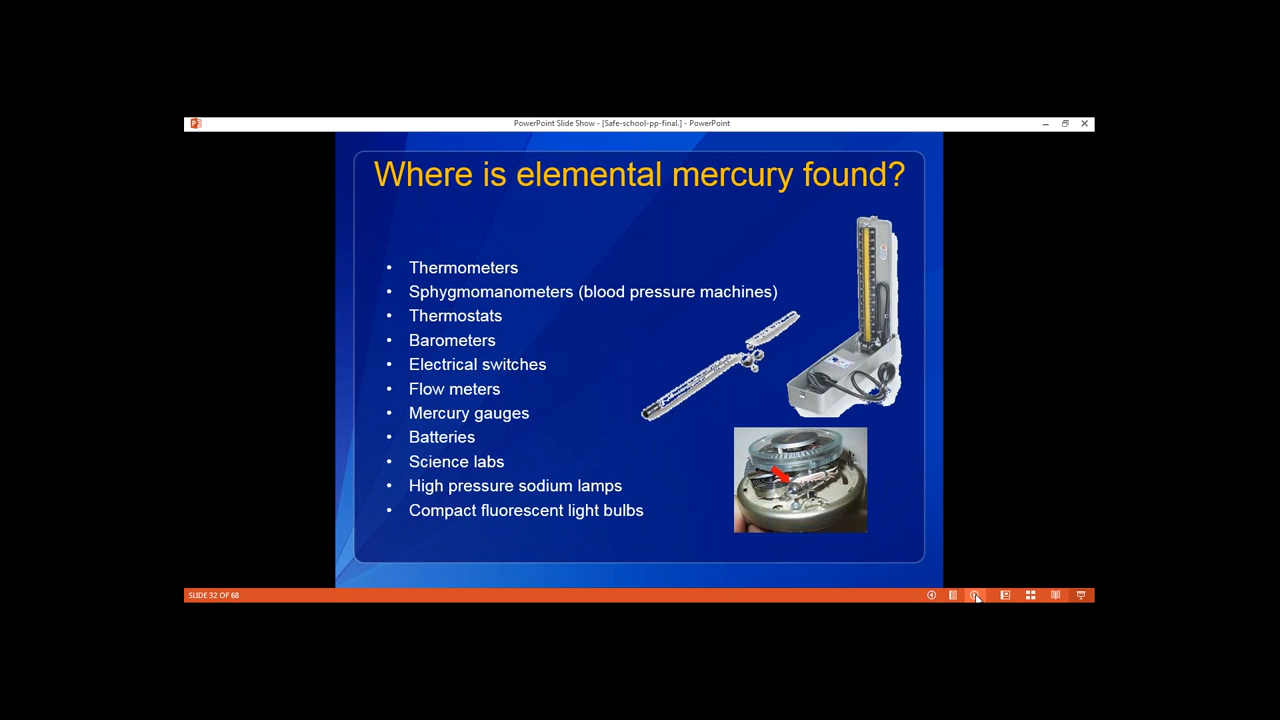 PowerPoint Slide Show - [Safe-school-pp-final.] - PowerPoint
Where is elemental mercury found?
• Thermometers
• Sphygmomanometers (blood pressure machines)
• Thermostats
• Barometers
• Electrical switches
• Flow meters
• Mercury gauges
• Batteries
• Science labs
• High pressure sodium lamps
• Compact fluorescent light bulbs
SLIDE 32 OF 68